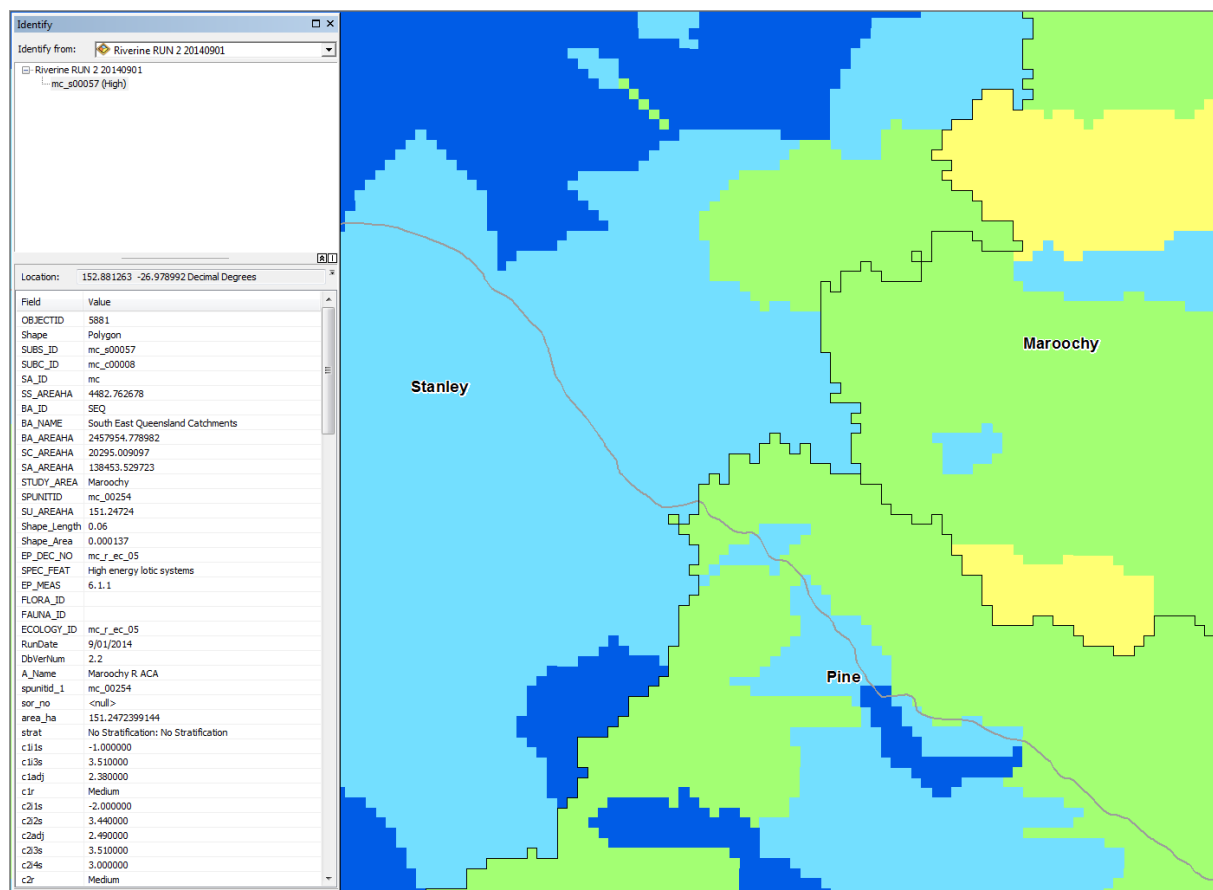 Identify
Identify from: Riverine RUN 2 20140901
Riverine RUN 2 20140901
mc_s00057 (High)
Location: 152.881263 -26.978992 Decimal Degrees
Field Value
OBJECTID 5881
Shape Polygon
SUBS_ID mc_s00057
SUBC_ID mc_c00008
SA_ID mc
SS_AREAHA 4482.762678
BA_ID SEQ
BA_NAME South East Queensland Catchments
BA_AREAHA 2457954.778982
SC_AREAHA 20295.009097
SA_AREAHA 138453.529723
STUDY_AREA Maroochy
SPUNITID mc_00254
SU_AREAHA 151.24724
Shape_Length 0.06
Shape_Area 0.000137
EP_DEC_NO mc_r_ec_05
SPEC_FEAT High energy lotic systems
EP_MEAS 6.1.1
FLORA_ID
FAUNA_ID
ECOLOGY_ID mc_r_ec_05
RunDate 9/01/2014
DbVerNum 2.2
A_Name Maroochy R ACA
spunitid_1 mc_00254
sor_no <null>
area_ha 151.2472399144
strat No Stratification: No Stratification
c1i1s -1.000000
c1i3s 3.510000
c1adj 2.380000
c1r Medium
c2i1s -2.000000
c2i2s 3.440000
c2adj 2.490000
c2i3s 3.510000
c2i4s 3.000000
c2r Medium
Maroochy
Stanley
Pine